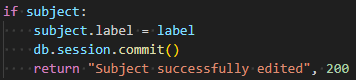 if subject:
    subject.label = label
    db.session.commit()
    return "Subject successfully edited", 200